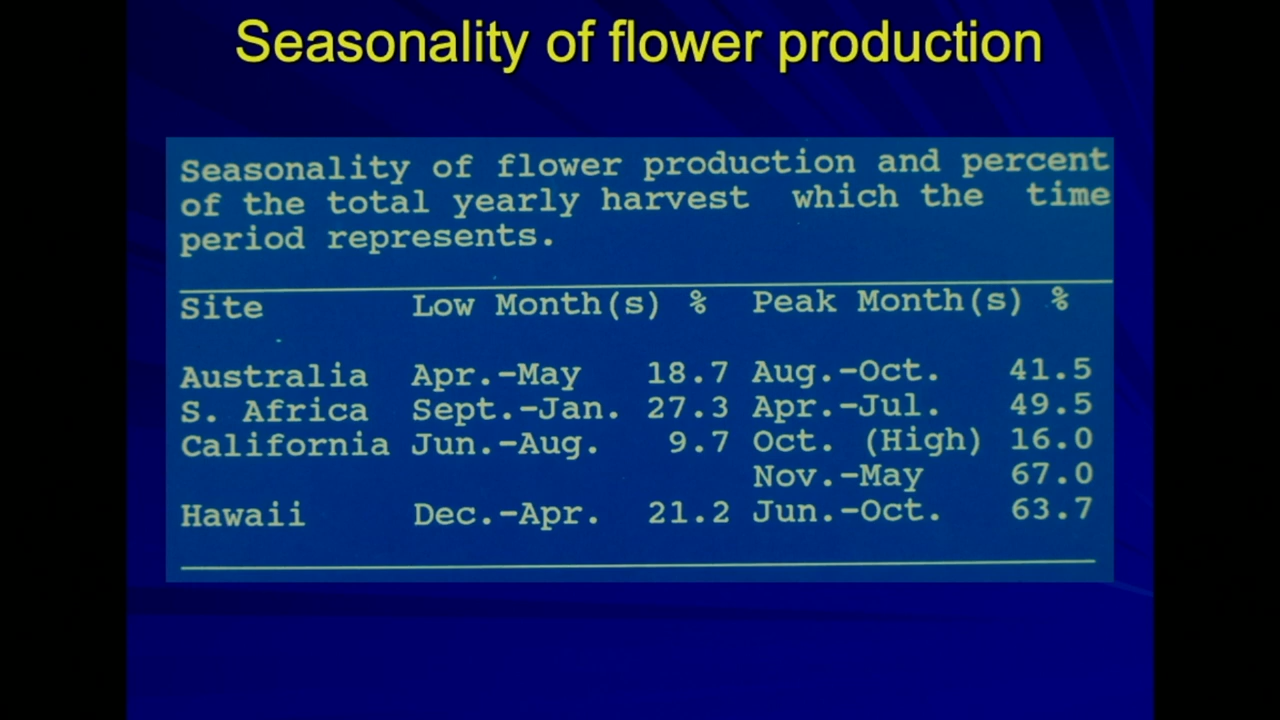 Seasonality of flower production
Seasonality of flower production and percent
of the total yearly harvest which the time
period represents.
Site Low Month(s) % Peak Month(s) %
Australia Apr.-May 18.7 Aug.-Oct. 41.5
S. Africa Sept.-Jan. 27.3 Apr.-Jul. 49.5
California Jun.-Aug. 9.7 Oct. (High) 16.0
Nov.-May 67.0
Hawaii Dec.-Apr. 21.2 Jun.-Oct. 63.7